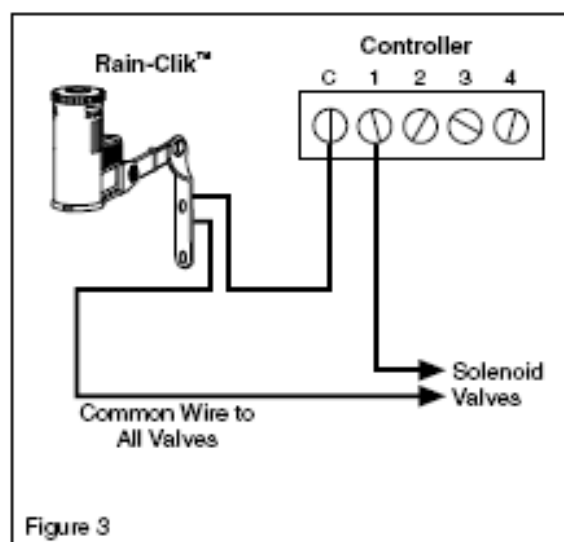 Rain-Clik™
Controller
C 1 2 3 4
Solenoid
Valves
Common Wire to
All Valves
Figure 3